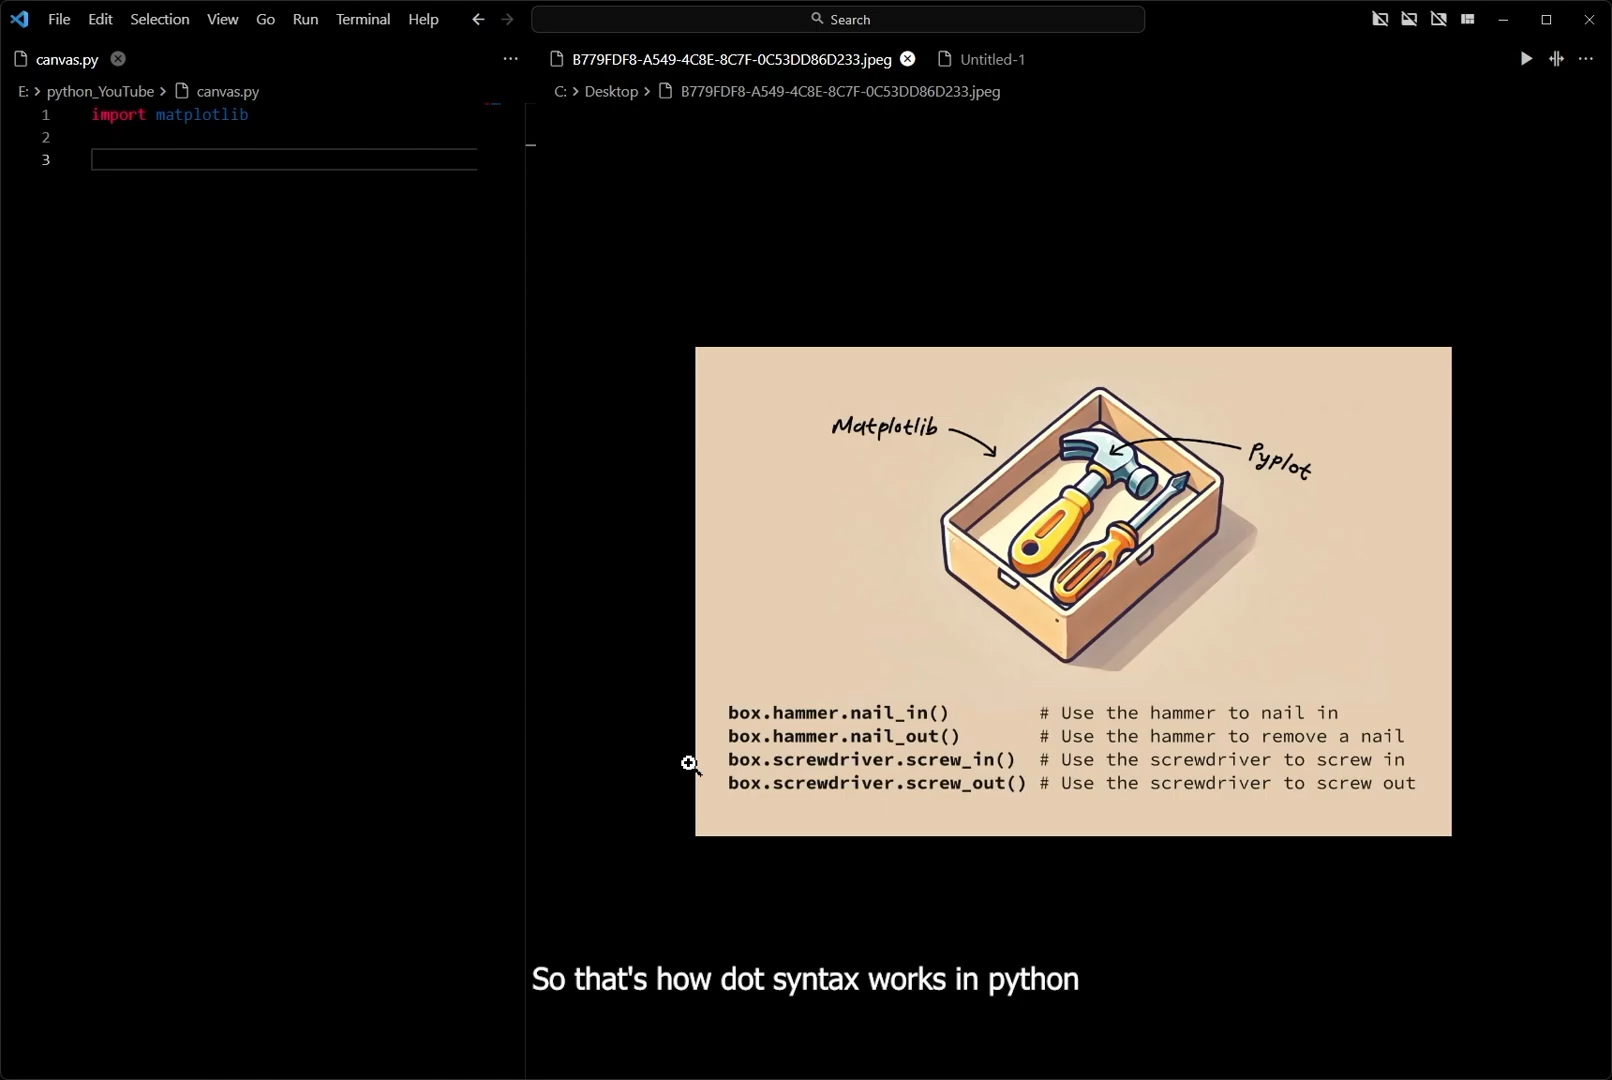 File Edit Selection View Go Run Terminal Help
Search
canvas.py
B779FDF8-A549-4C8E-8C7F-0C53DD86D233.jpeg
Untitled-1
E: > python_YouTube > canvas.py
C: > Desktop > B779FDF8-A549-4C8E-8C7F-0C53DD86D233.jpeg
1 import matplotlib
2
3
Matplotlib
Pyplot
box.hammer.nail_in() # Use the hammer to nail in
box.hammer.nail_out() # Use the hammer to remove a nail
box.screwdriver.screw_in() # Use the screwdriver to screw in
box.screwdriver.screw_out() # Use the screwdriver to screw out
So that's how dot syntax works in python